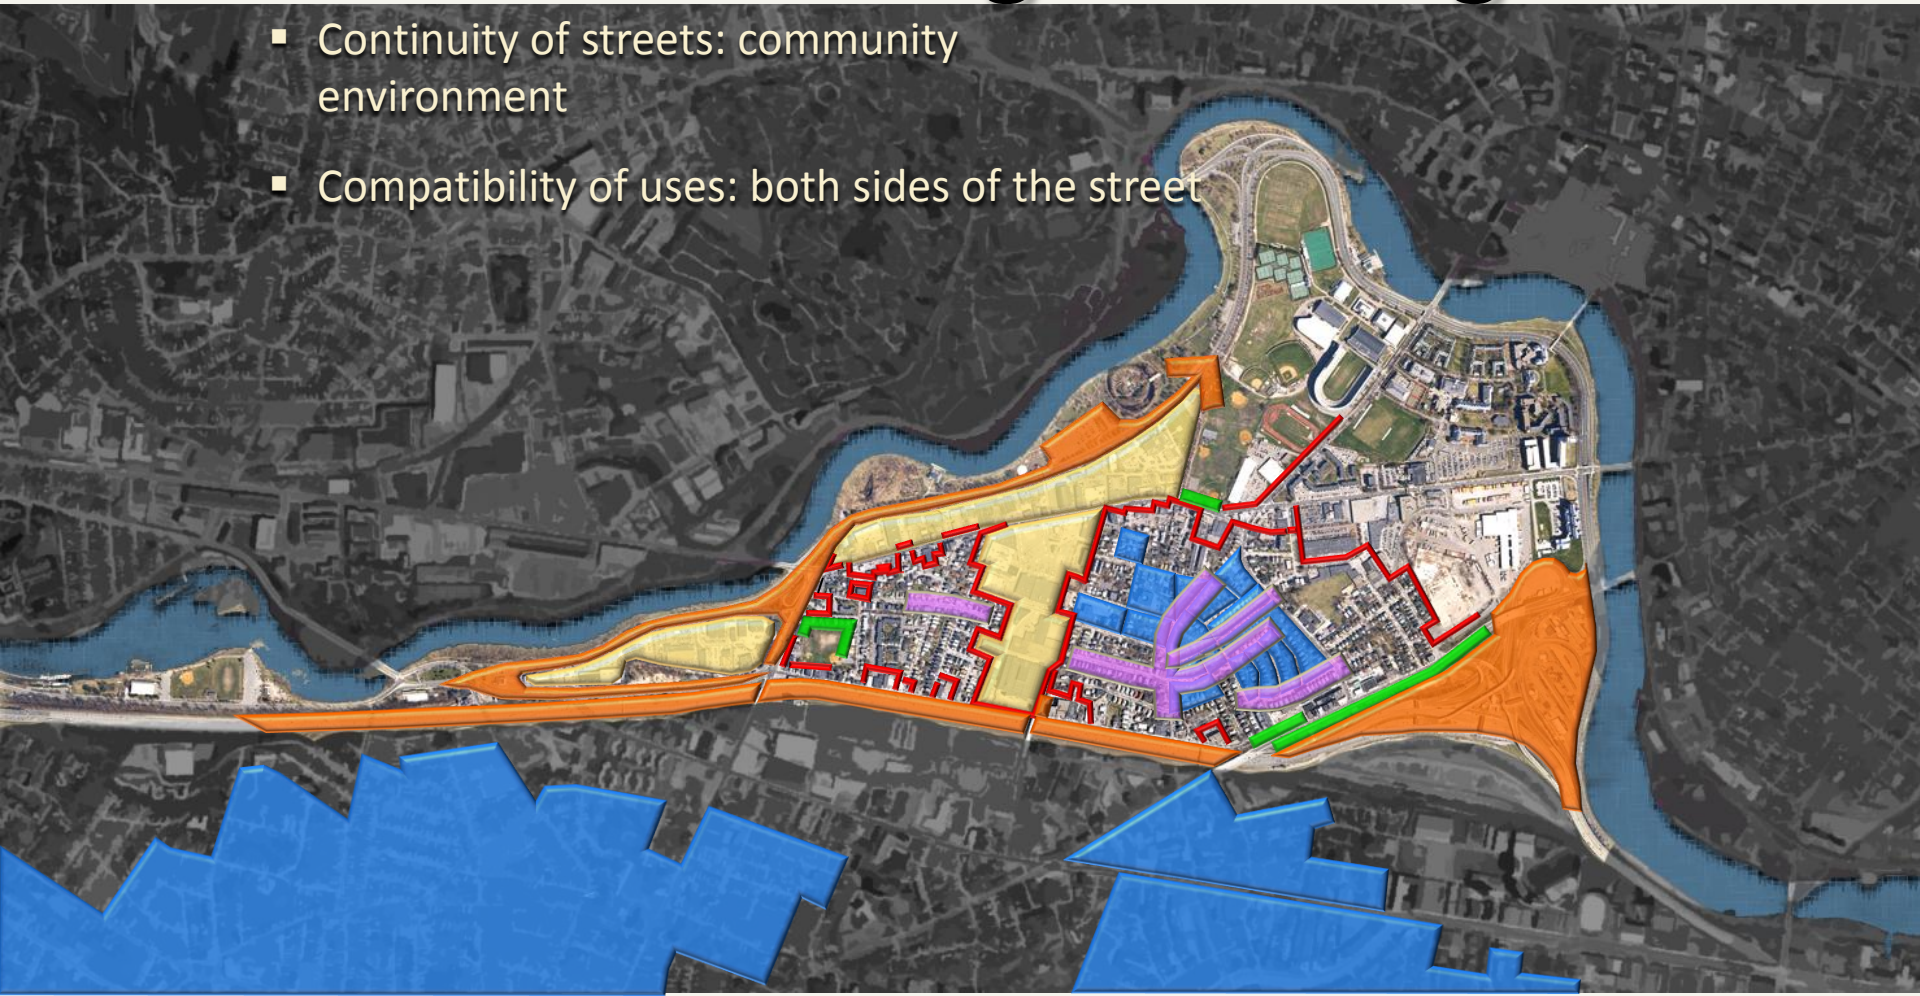 ▪ Continuity of streets: community
environment
▪ Compatibility of uses: both sides of the street